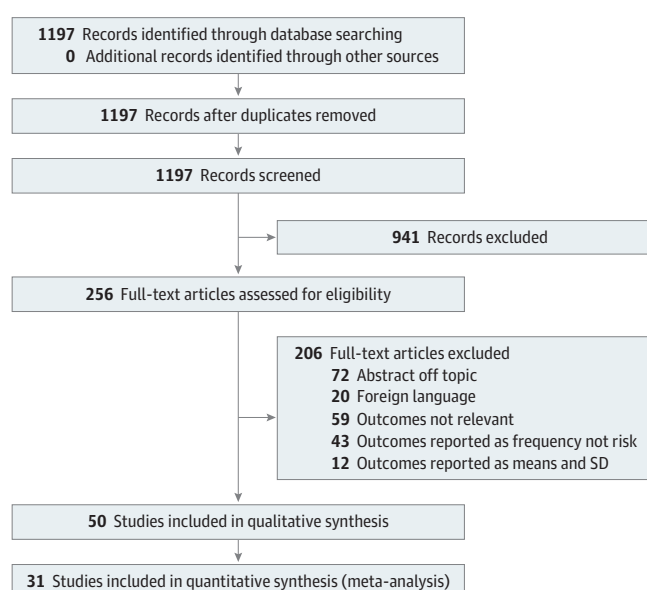 1197 Records identified through database searching
0 Additional records identified through other sources
1197 Records after duplicates removed
1197 Records screened
941 Records excluded
256 Full-text articles assessed for eligibility
206 Full-text articles excluded
72 Abstract off topic
20 Foreign language
59 Outcomes not relevant
43 Outcomes reported as frequency not risk
12 Outcomes reported as means and SD
50 Studies included in qualitative synthesis
31 Studies included in quantitative synthesis (meta-analysis)